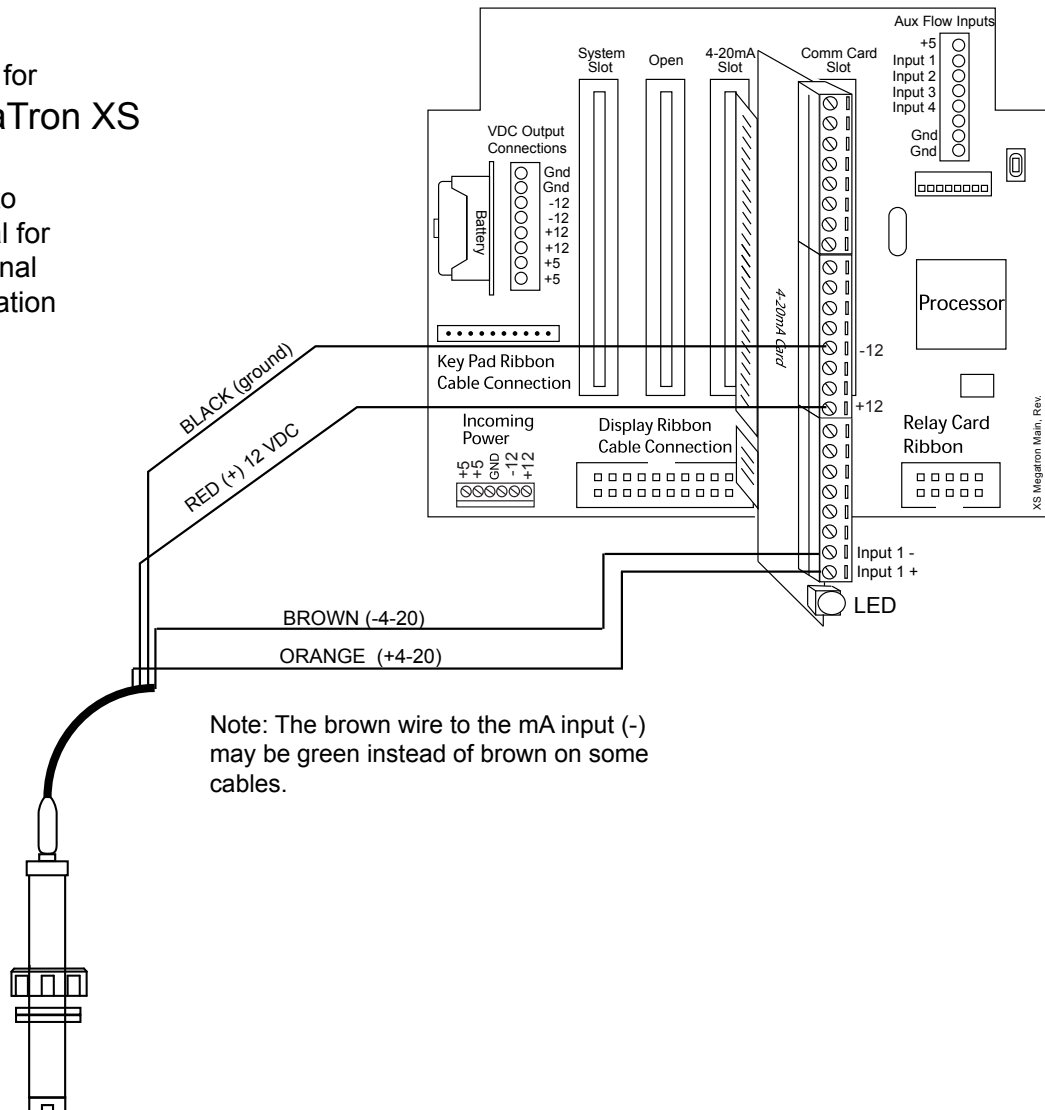 for
aTron XS
o
al for
nal
ation
Aux Flow Inputs
+5
Input 1
Input 2
Input 3
Input 4
Gnd
Gnd
System
Slot
Open
4-20mA
Slot
Comm Card
Slot
VDC Output
Connections
Gnd
Gnd
-12
-12
+12
+12
+5
+5
Battery
Processor
4-20mA Card
Key Pad Ribbon
Cable Connection
-12
+12
BLACK (ground)
RED (+) 12 VDC
Incoming
Power
+5
+5
GND
-12
+12
Display Ribbon
Cable Connection
Relay Card
Ribbon
XS Megatron Main, Rev.
Input 1 -
Input 1 +
LED
BROWN (-4-20)
ORANGE (+4-20)
Note: The brown wire to the mA input (-)
may be green instead of brown on some
cables.